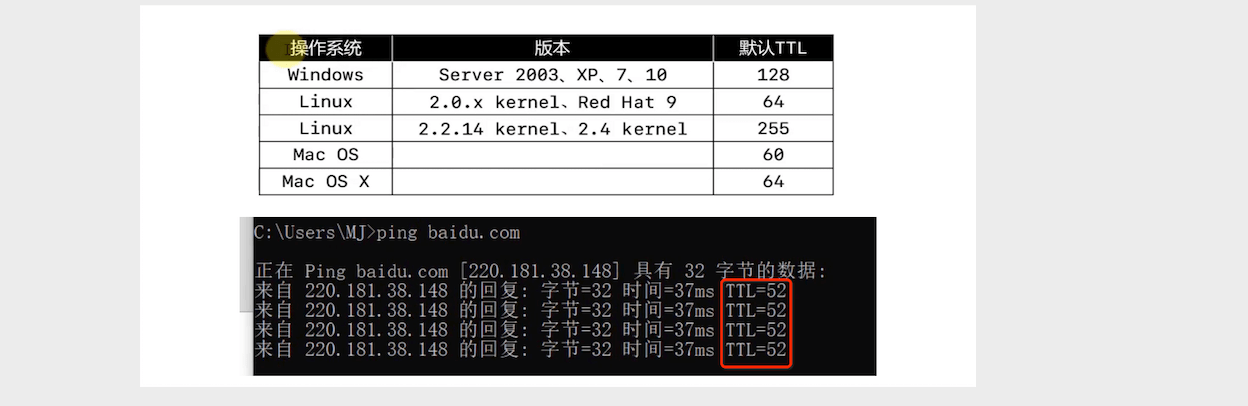 操作系统 版本 默认TTL
Windows Server 2003、XP、7、10 128
Linux 2.0.x kernel、Red Hat 9 64
Linux 2.2.14 kernel、2.4 kernel 255
Mac OS 60
Mac OS X 64
C:\Users\MJ>ping baidu.com
正在 Ping baidu.com [220.181.38.148] 具有 32 字节的数据:
来自 220.181.38.148 的回复: 字节=32 时间=37ms TTL=52
来自 220.181.38.148 的回复: 字节=32 时间=37ms TTL=52
来自 220.181.38.148 的回复: 字节=32 时间=37ms TTL=52
来自 220.181.38.148 的回复: 字节=32 时间=37ms TTL=52